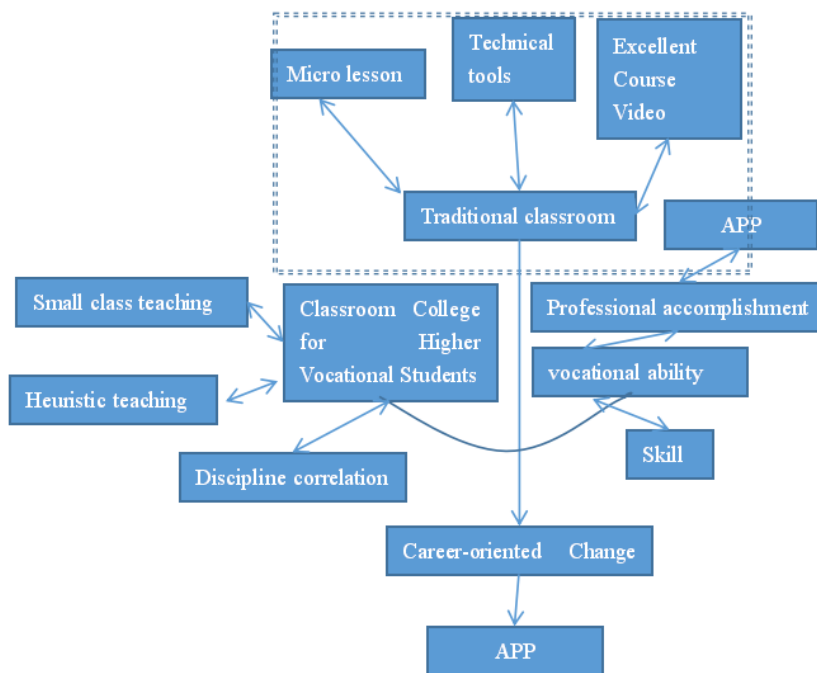 Micro lesson
Technical
tools
Excellent
Course
Video
Traditional classroom
APP
Small class teaching
Classroom College
for Higher
Vocational Students
Professional accomplishment
Heuristic teaching
vocational ability
Discipline correlation
Skill
Career-oriented Change
APP